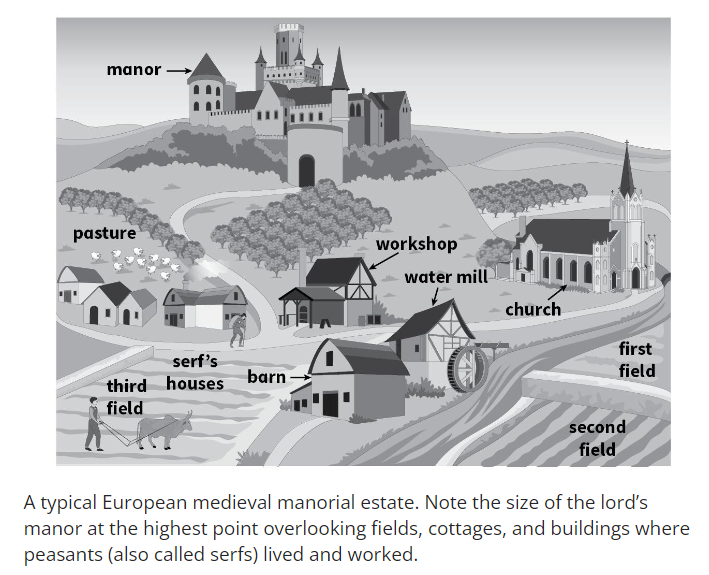 manor
pasture
workshop
water mill
church
first
field
serf's
houses
barn
third
field
second
field
A typical European medieval manorial estate. Note the size of the lord’s
manor at the highest point overlooking fields, cottages, and buildings where
peasants (also called serfs) lived and worked.